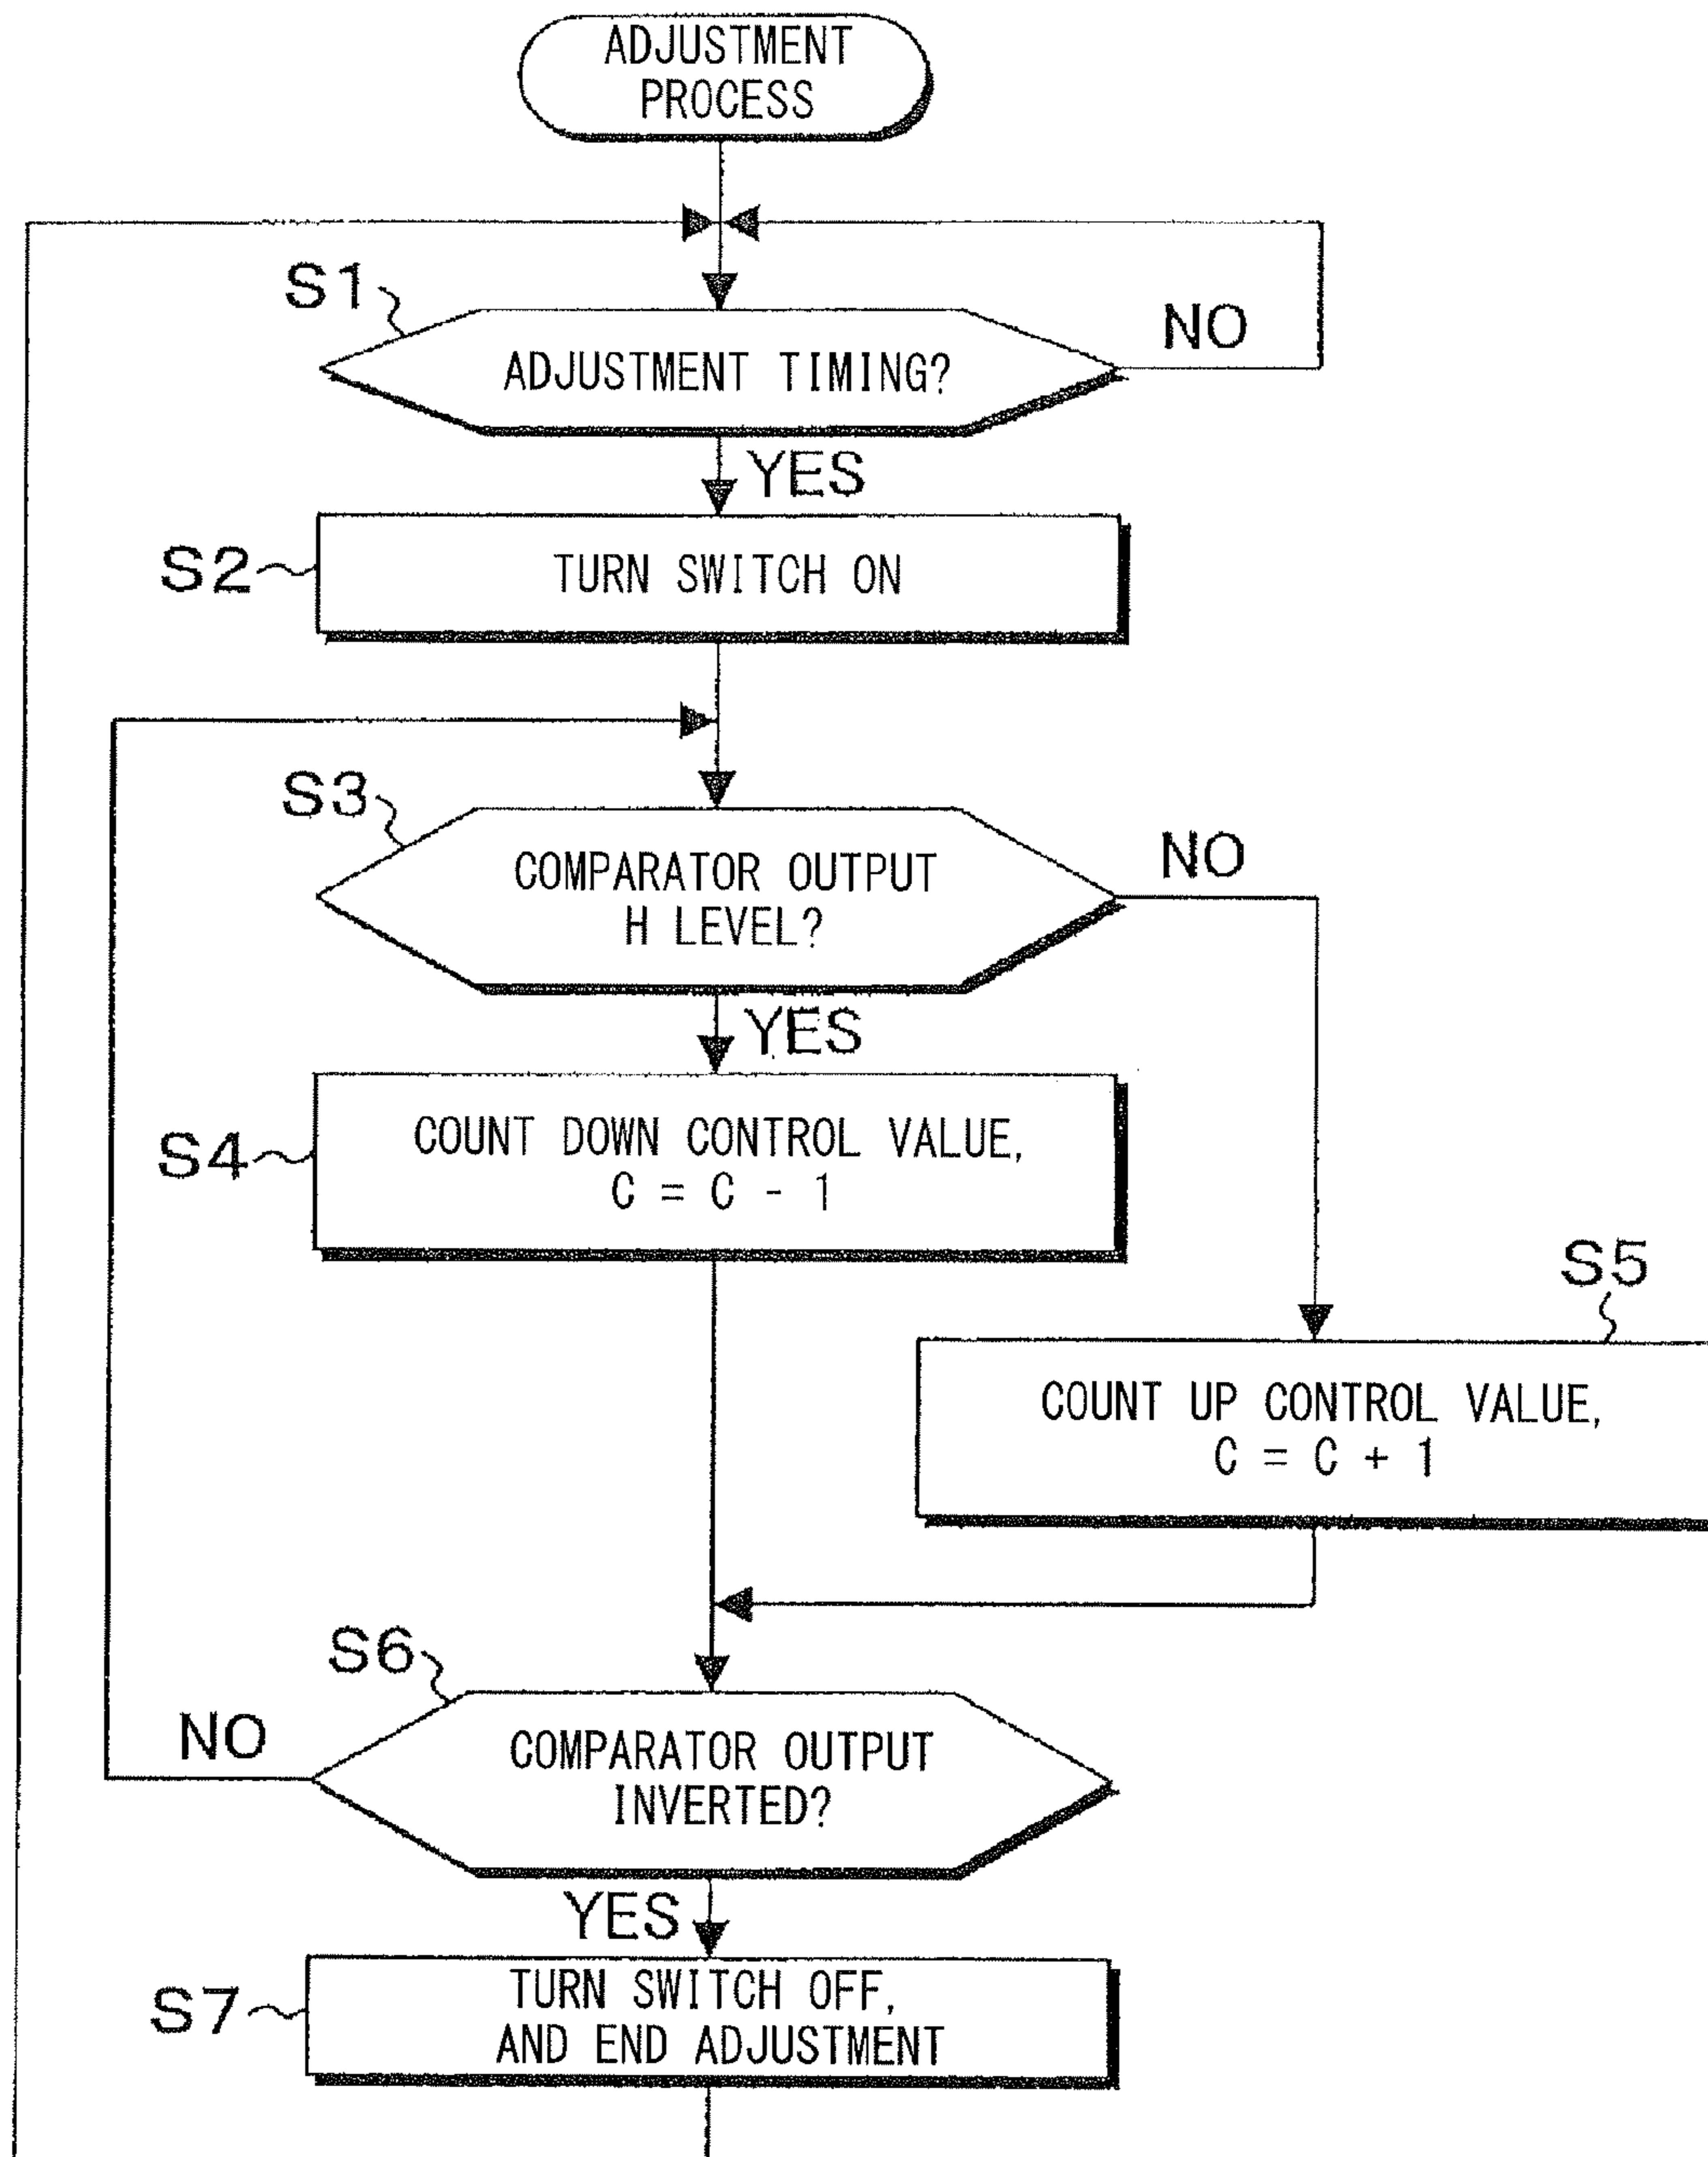 ADJUSTMENT
PROCESS
S1
ADJUSTMENT TIMING?
NO
YES
S2
TURN SWITCH ON
S3
COMPARATOR OUTPUT
H LEVEL?
NO
YES
S4
COUNT DOWN CONTROL VALUE,
C = C - 1
S5
COUNT UP CONTROL VALUE,
C = C + 1
S6
NO
COMPARATOR OUTPUT
INVERTED?
YES
S7
TURN SWITCH OFF,
AND END ADJUSTMENT